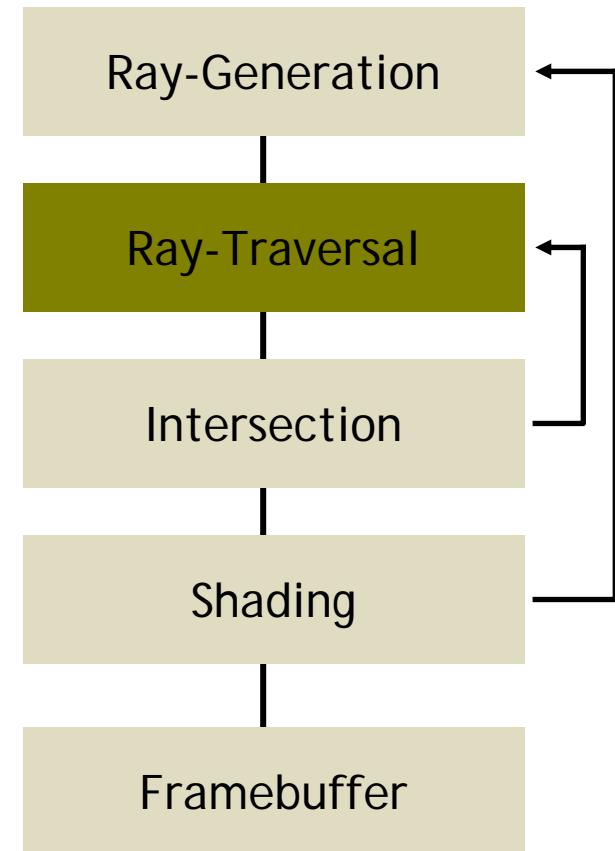 Ray-Generation
Ray-Traversal
Intersection
Shading
Framebuffer